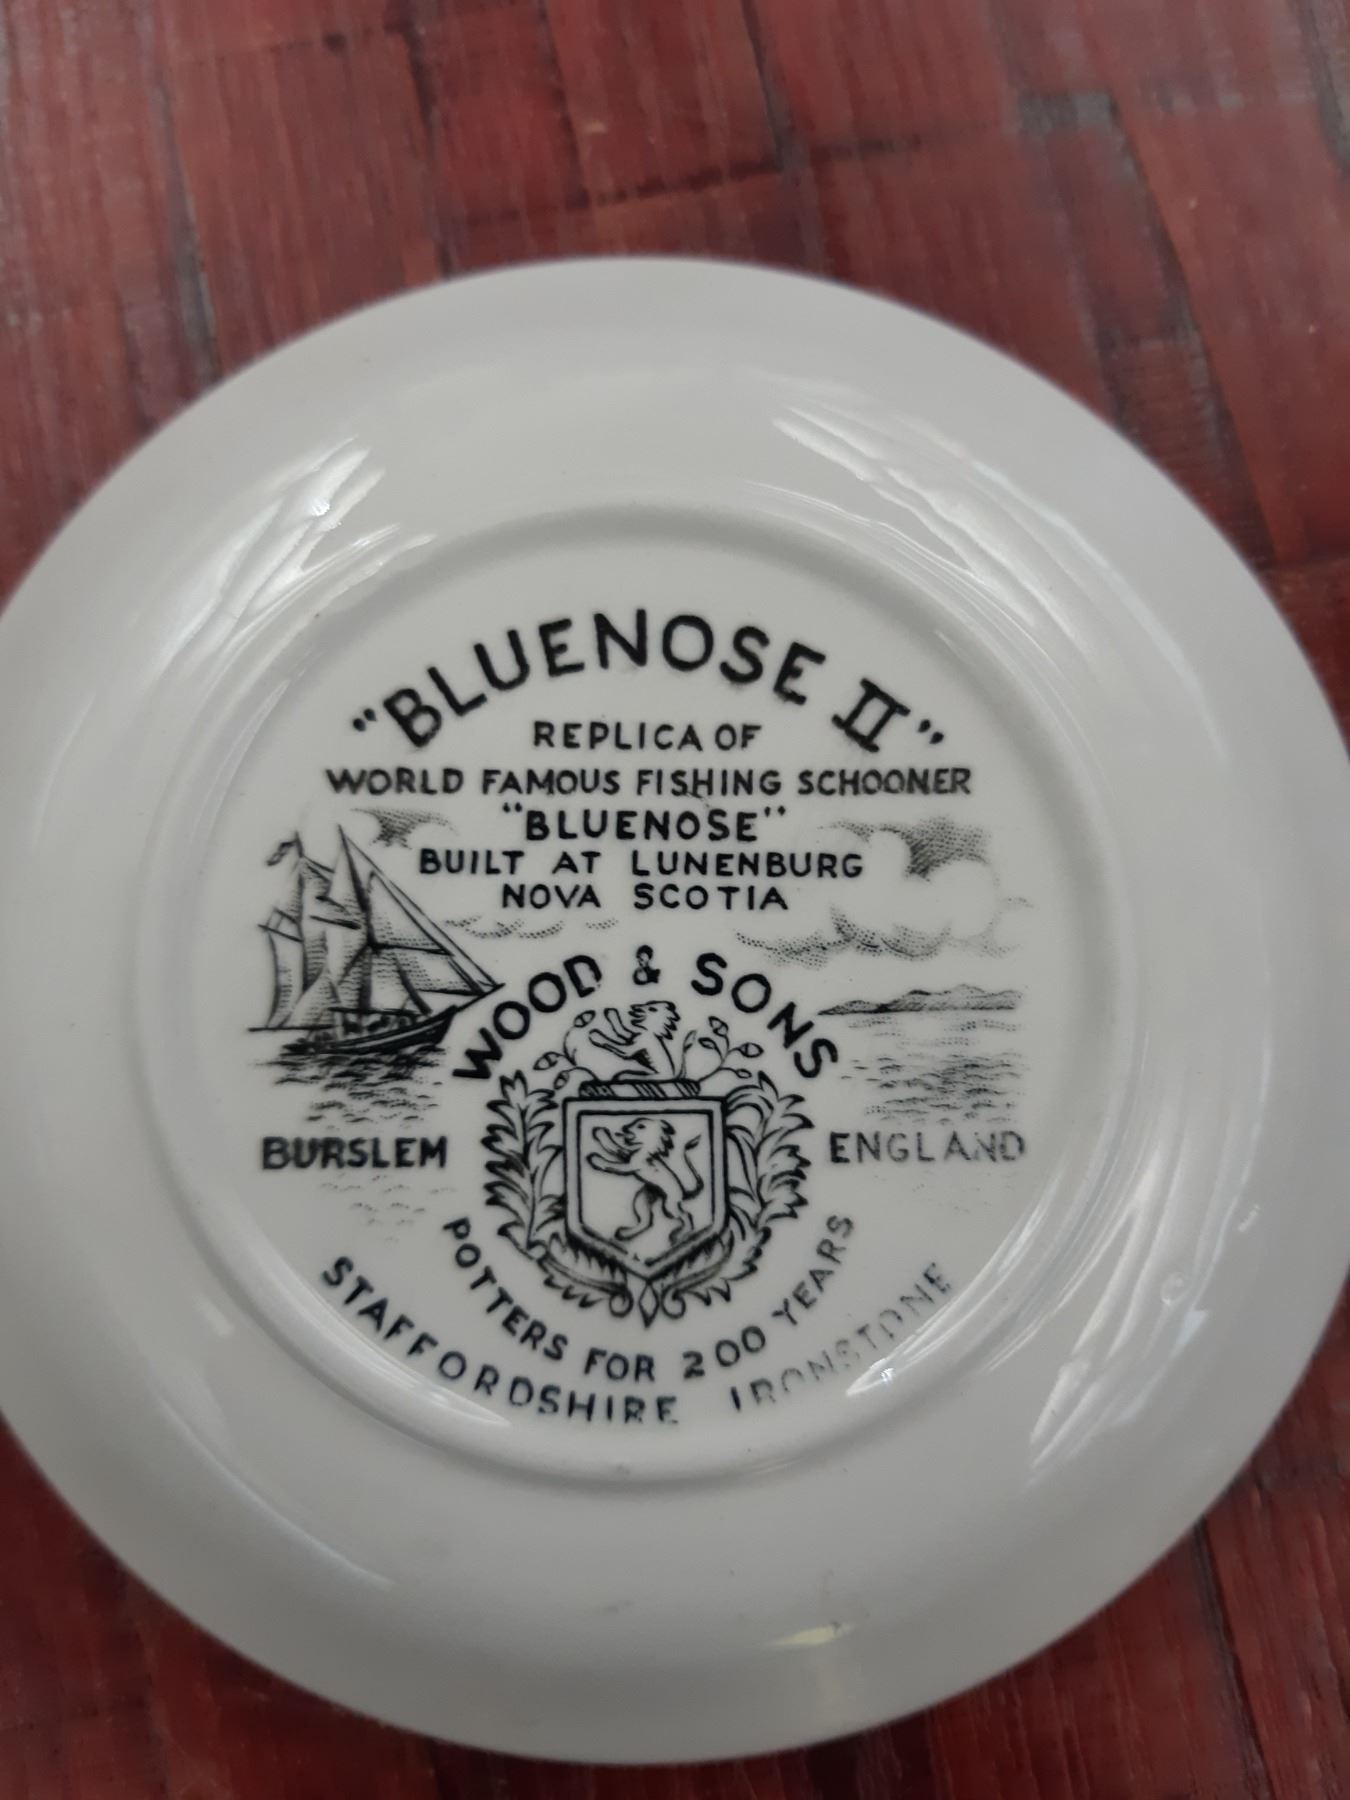 "BLUENOSE II"
REPLICA OF
WORLD FAMOUS FISHING SCHOONER
"BLUENOSE"
BUILT AT LUNENBURG
NOVA SCOTIA
WOOD & SONS
BURSLEM ENGLAND
POTTERS FOR 200 YEARS
STAFFORDSHIRE IRONSTONE